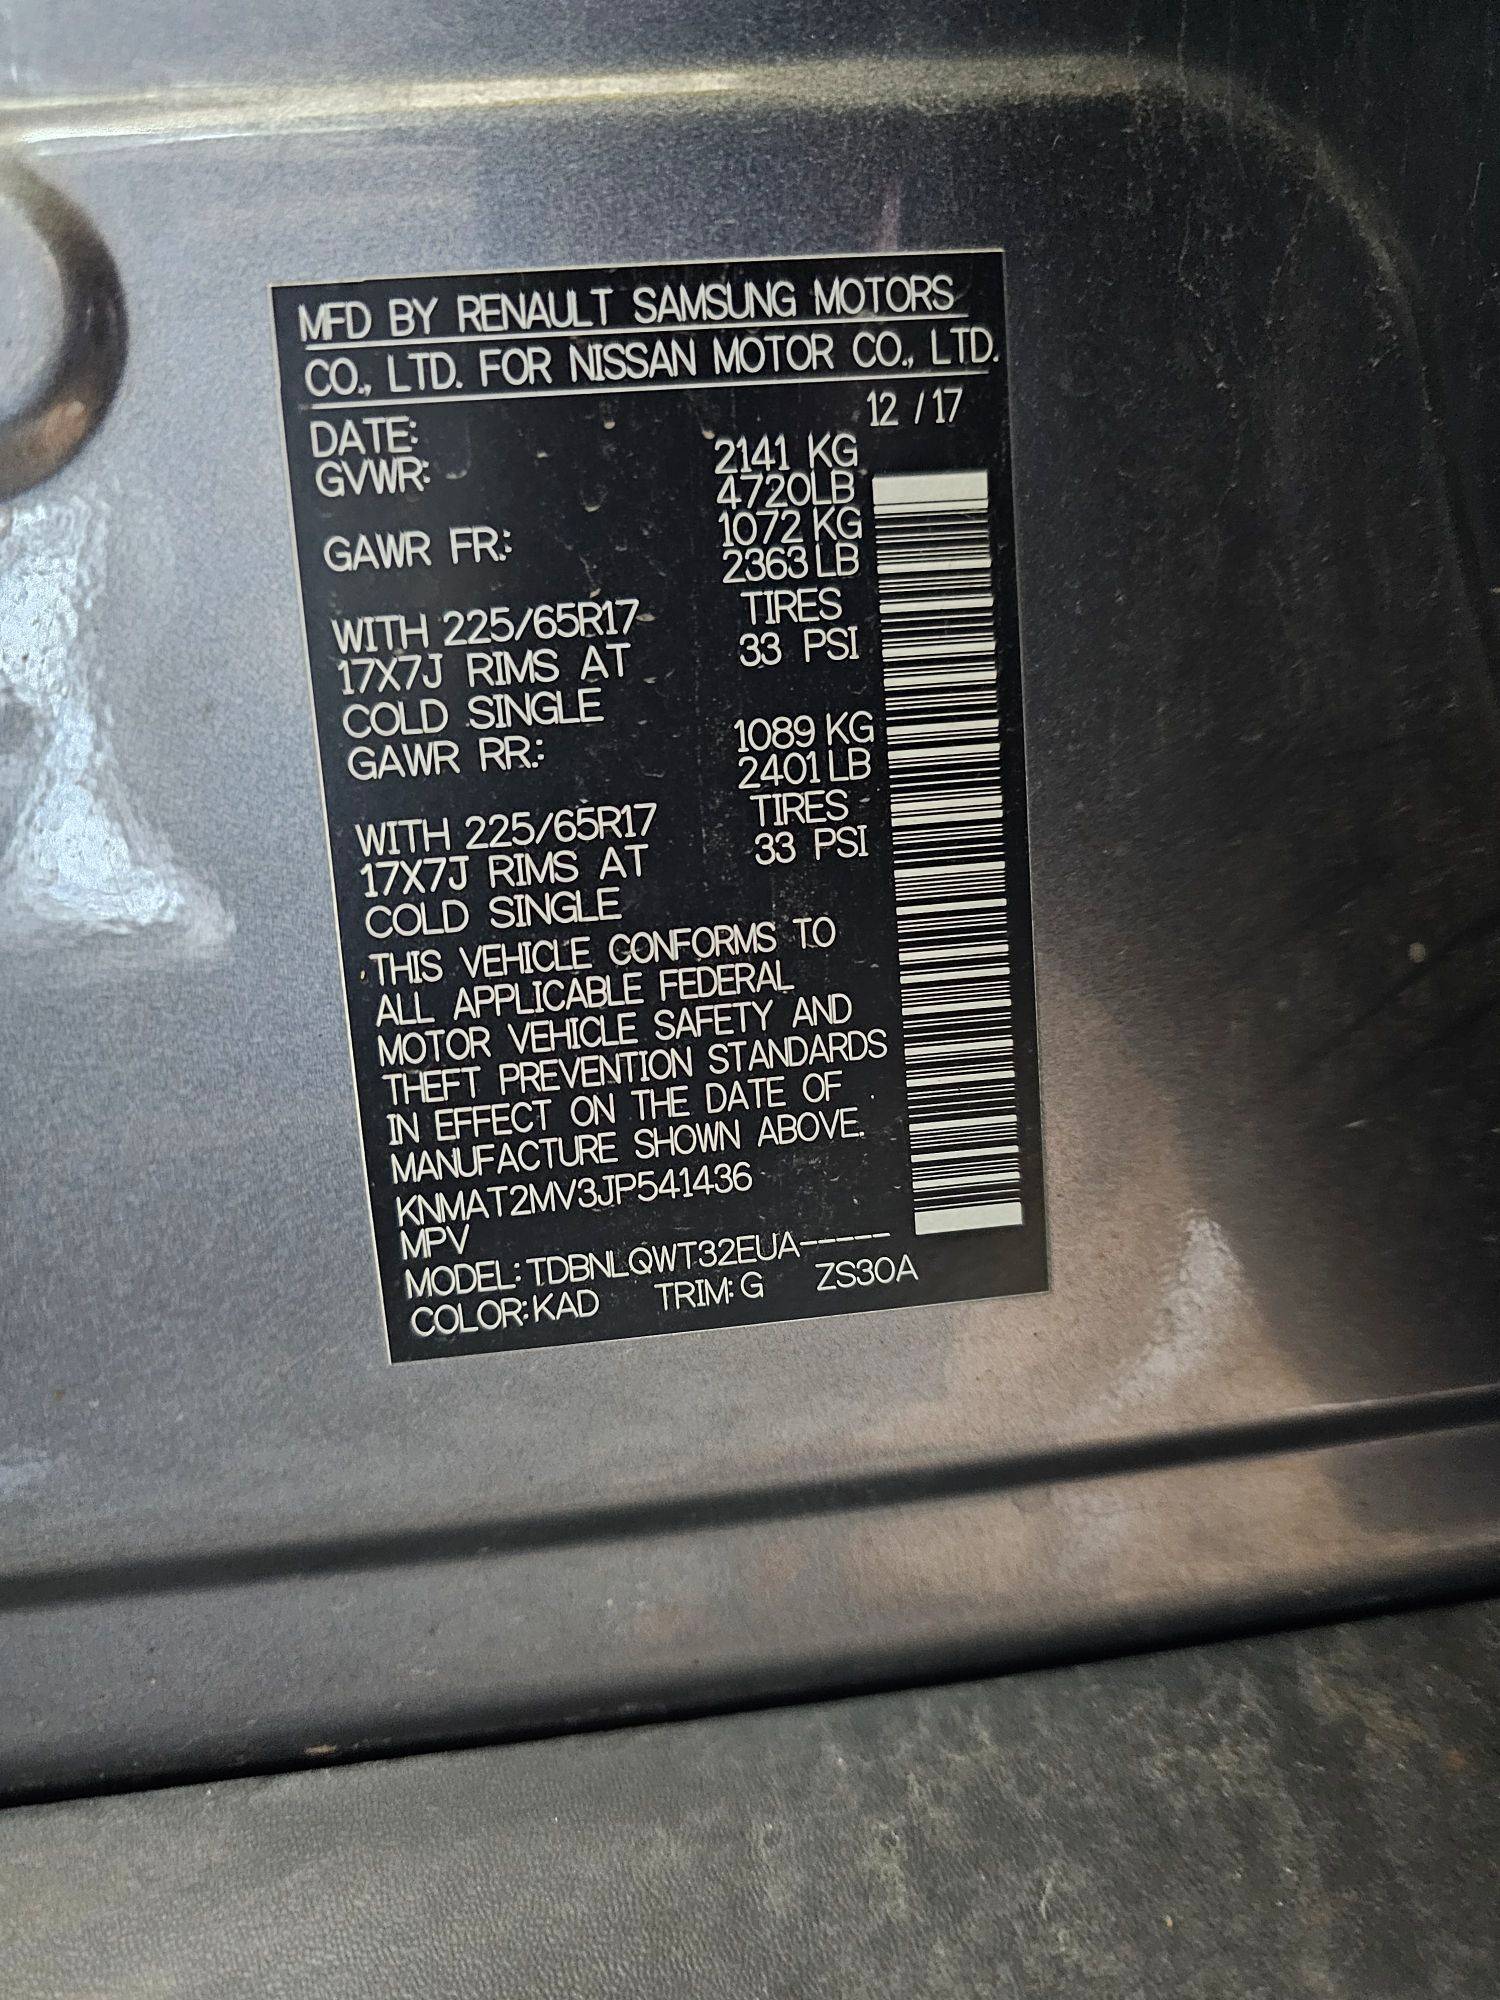 MFD BY RENAULT SAMSUNG MOTORS
CO., LTD. FOR NISSAN MOTOR CO., LTD.
DATE: 12 / 17
GVWR: 2141 KG
4720LB
GAWR FR.: 1072 KG
2363 LB
WITH 225/65R17 TIRES
17X7J RIMS AT 33 PSI
COLD SINGLE
GAWR RR.: 1089 KG
2401 LB
WITH 225/65R17 TIRES
17X7J RIMS AT 33 PSI
COLD SINGLE
THIS VEHICLE CONFORMS TO
ALL APPLICABLE FEDERAL
MOTOR VEHICLE SAFETY AND
THEFT PREVENTION STANDARDS
IN EFFECT ON THE DATE OF
MANUFACTURE SHOWN ABOVE.
KNMAT2MV3JP541436
MPV
MODEL: TDBNLQWT32EUA-----
COLOR: KAD TRIM: G ZS30A